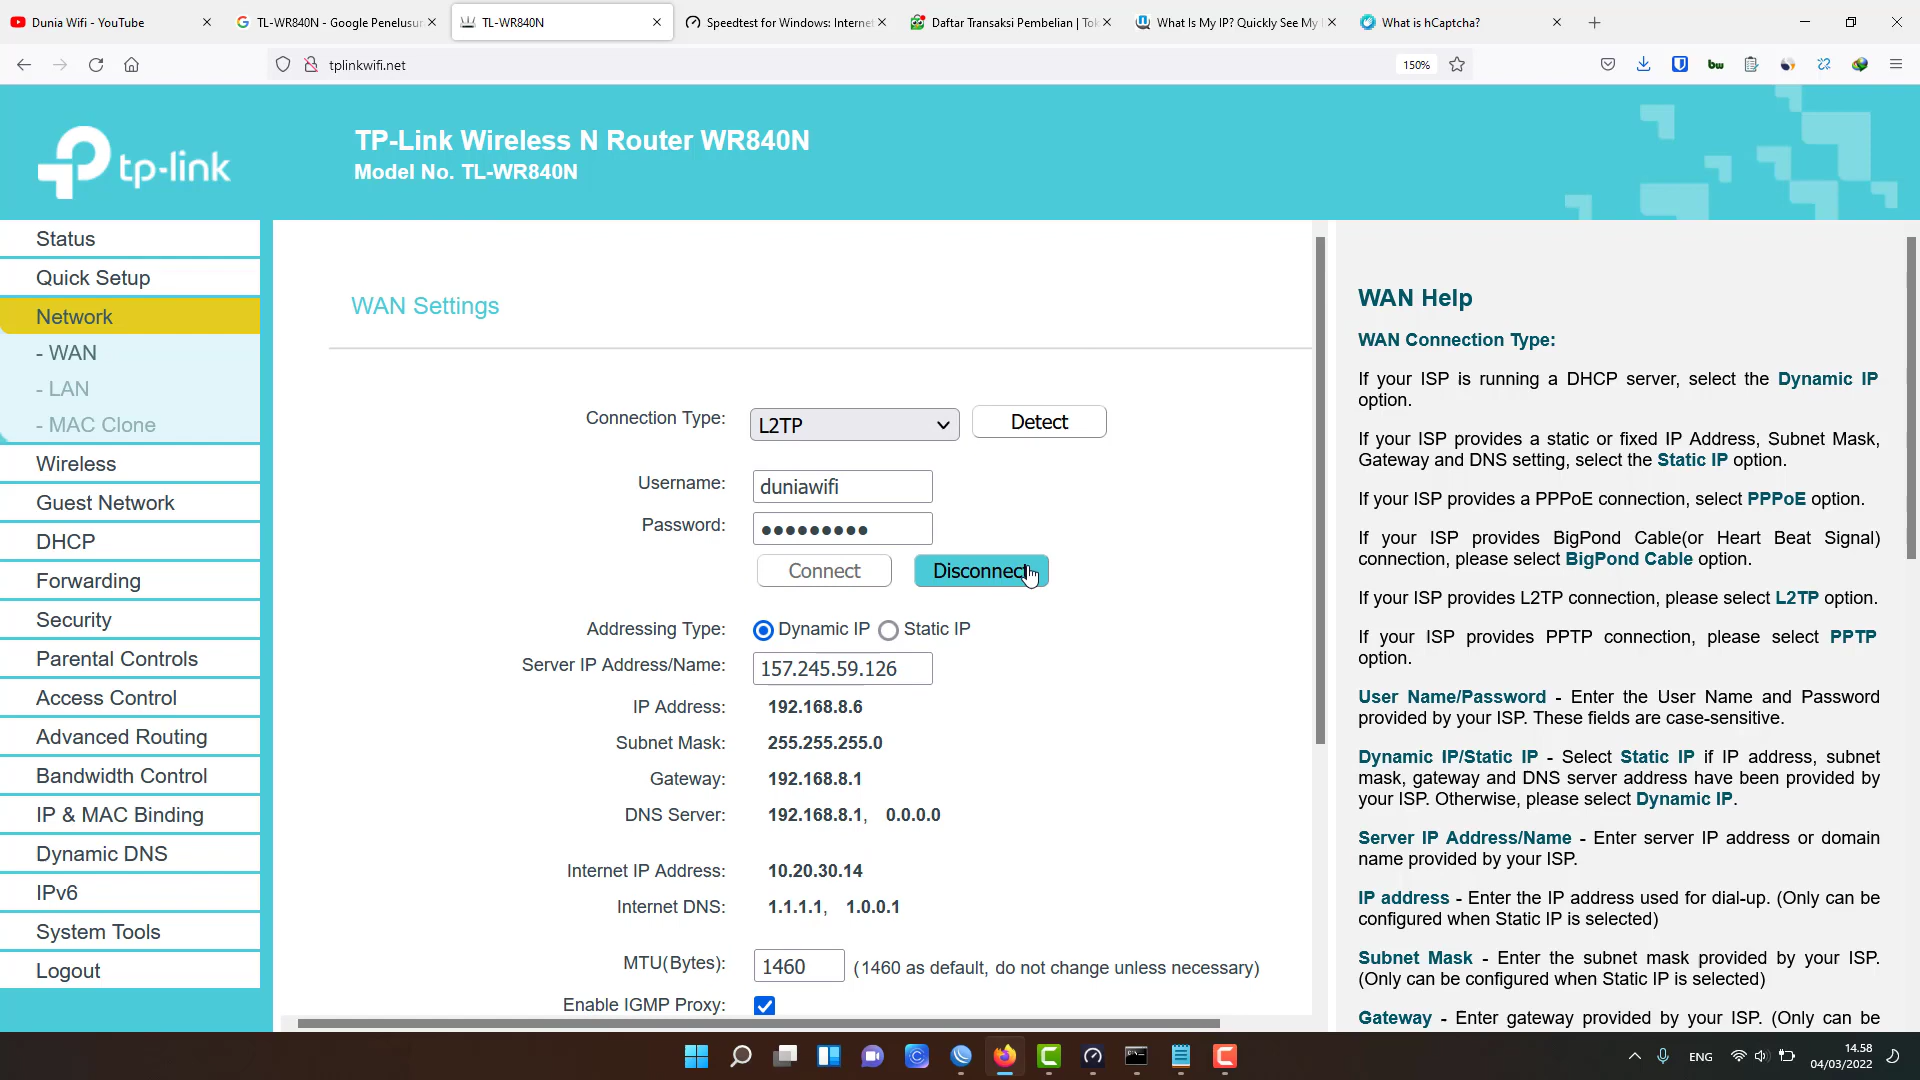 Dunia Wifi - YouTube
TL-WR840N - Google Penelusur
TL-WR840N
Speedtest for Windows: Internet
Daftar Transaksi Pembelian | Tok
What Is My IP? Quickly See My
What is hCaptcha?
tplinkwifi.net
150%
bw
tp-link
TP-Link Wireless N Router WR840N
Model No. TL-WR840N
Status
Quick Setup
Network
- WAN
- LAN
- MAC Clone
Wireless
Guest Network
DHCP
Forwarding
Security
Parental Controls
Access Control
Advanced Routing
Bandwidth Control
IP & MAC Binding
Dynamic DNS
IPv6
System Tools
Logout
WAN Settings
Connection Type: L2TP Detect
Username: duniawifi
Password: ●●●●●●●●●
Connect Disconnect
Addressing Type: Dynamic IP Static IP
Server IP Address/Name: 157.245.59.126
IP Address: 192.168.8.6
Subnet Mask: 255.255.255.0
Gateway: 192.168.8.1
DNS Server: 192.168.8.1, 0.0.0.0
Internet IP Address: 10.20.30.14
Internet DNS: 1.1.1.1, 1.0.0.1
MTU(Bytes): 1460 (1460 as default, do not change unless necessary)
Enable IGMP Proxy:
WAN Help
WAN Connection Type:
If your ISP is running a DHCP server, select the Dynamic IP
option.
If your ISP provides a static or fixed IP Address, Subnet Mask,
Gateway and DNS setting, select the Static IP option.
If your ISP provides a PPPoE connection, select PPPoE option.
If your ISP provides BigPond Cable(or Heart Beat Signal)
connection, please select BigPond Cable option.
If your ISP provides L2TP connection, please select L2TP option.
If your ISP provides PPTP connection, please select PPTP
option.
User Name/Password - Enter the User Name and Password
provided by your ISP. These fields are case-sensitive.
Dynamic IP/Static IP - Select Static IP if IP address, subnet
mask, gateway and DNS server address have been provided by
your ISP. Otherwise, please select Dynamic IP.
Server IP Address/Name - Enter server IP address or domain
name provided by your ISP.
IP address - Enter the IP address used for dial-up. (Only can be
configured when Static IP is selected)
Subnet Mask - Enter the subnet mask provided by your ISP.
(Only can be configured when Static IP is selected)
Gateway - Enter gateway provided by your ISP. (Only can be
ENG
14.58
04/03/2022